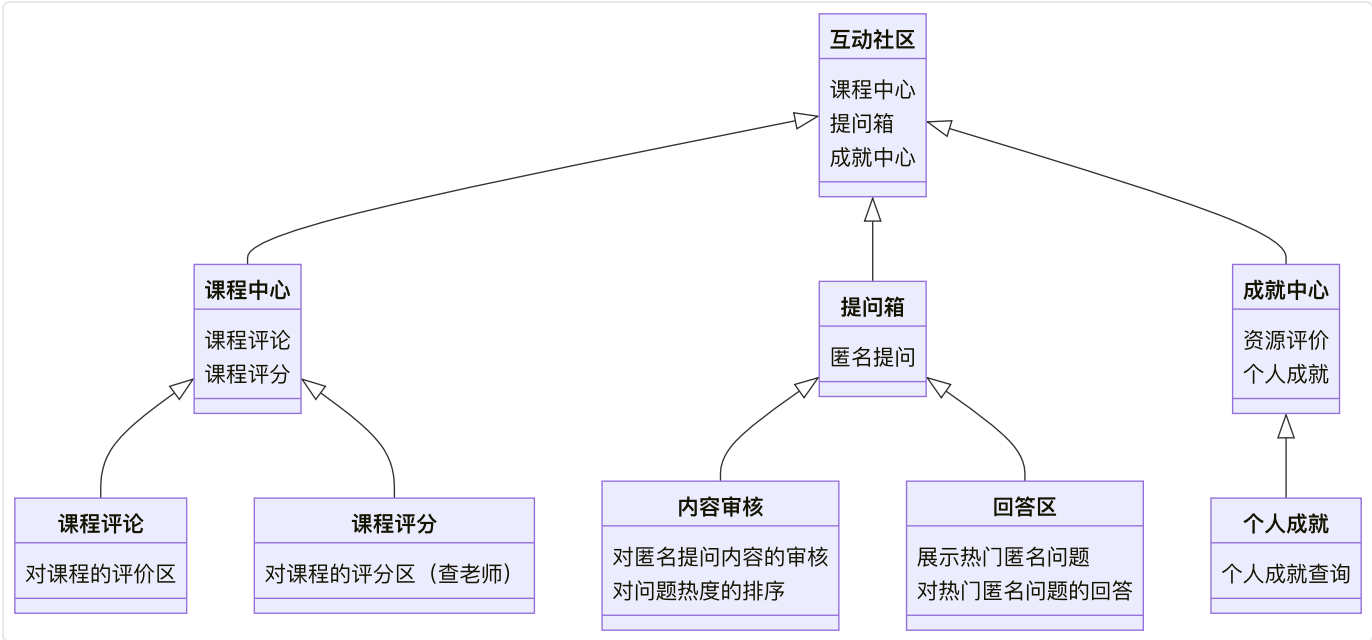 互动社区
课程中心
提问箱
成就中心
课程中心
课程评论
课程评分
提问箱
匿名提问
成就中心
资源评价
个人成就
课程评论
对课程的评价区
课程评分
对课程的评分区（查老师）
内容审核
对匿名提问内容的审核
对问题热度的排序
回答区
展示热门匿名问题
对热门匿名问题的回答
个人成就
个人成就查询